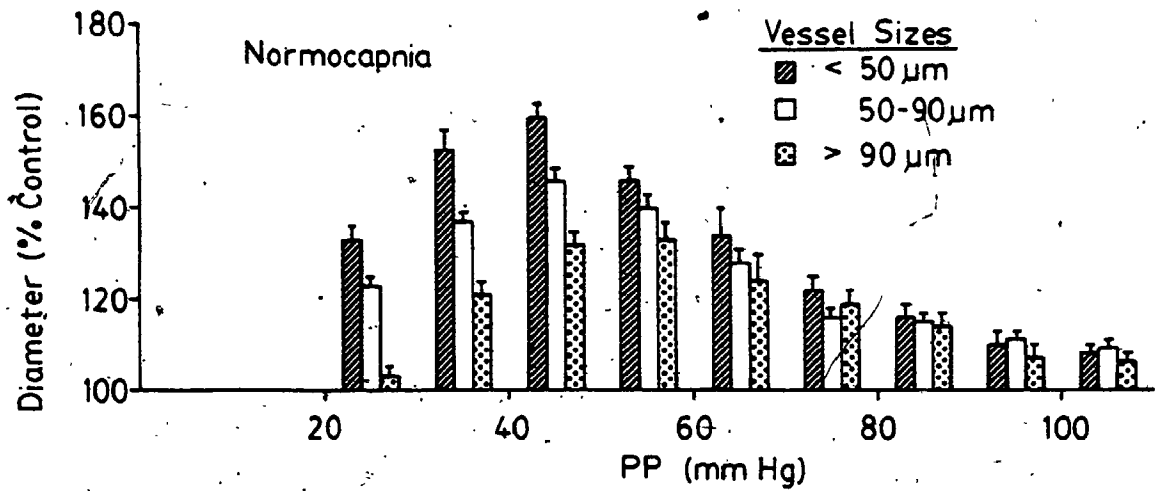 180
160
140
120
100
Diameter (% Control)
Normocapnia
Vessel Sizes
< 50 µm
50-90 µm
> 90 µm
20
40
60
80
100
PP (mm Hg)